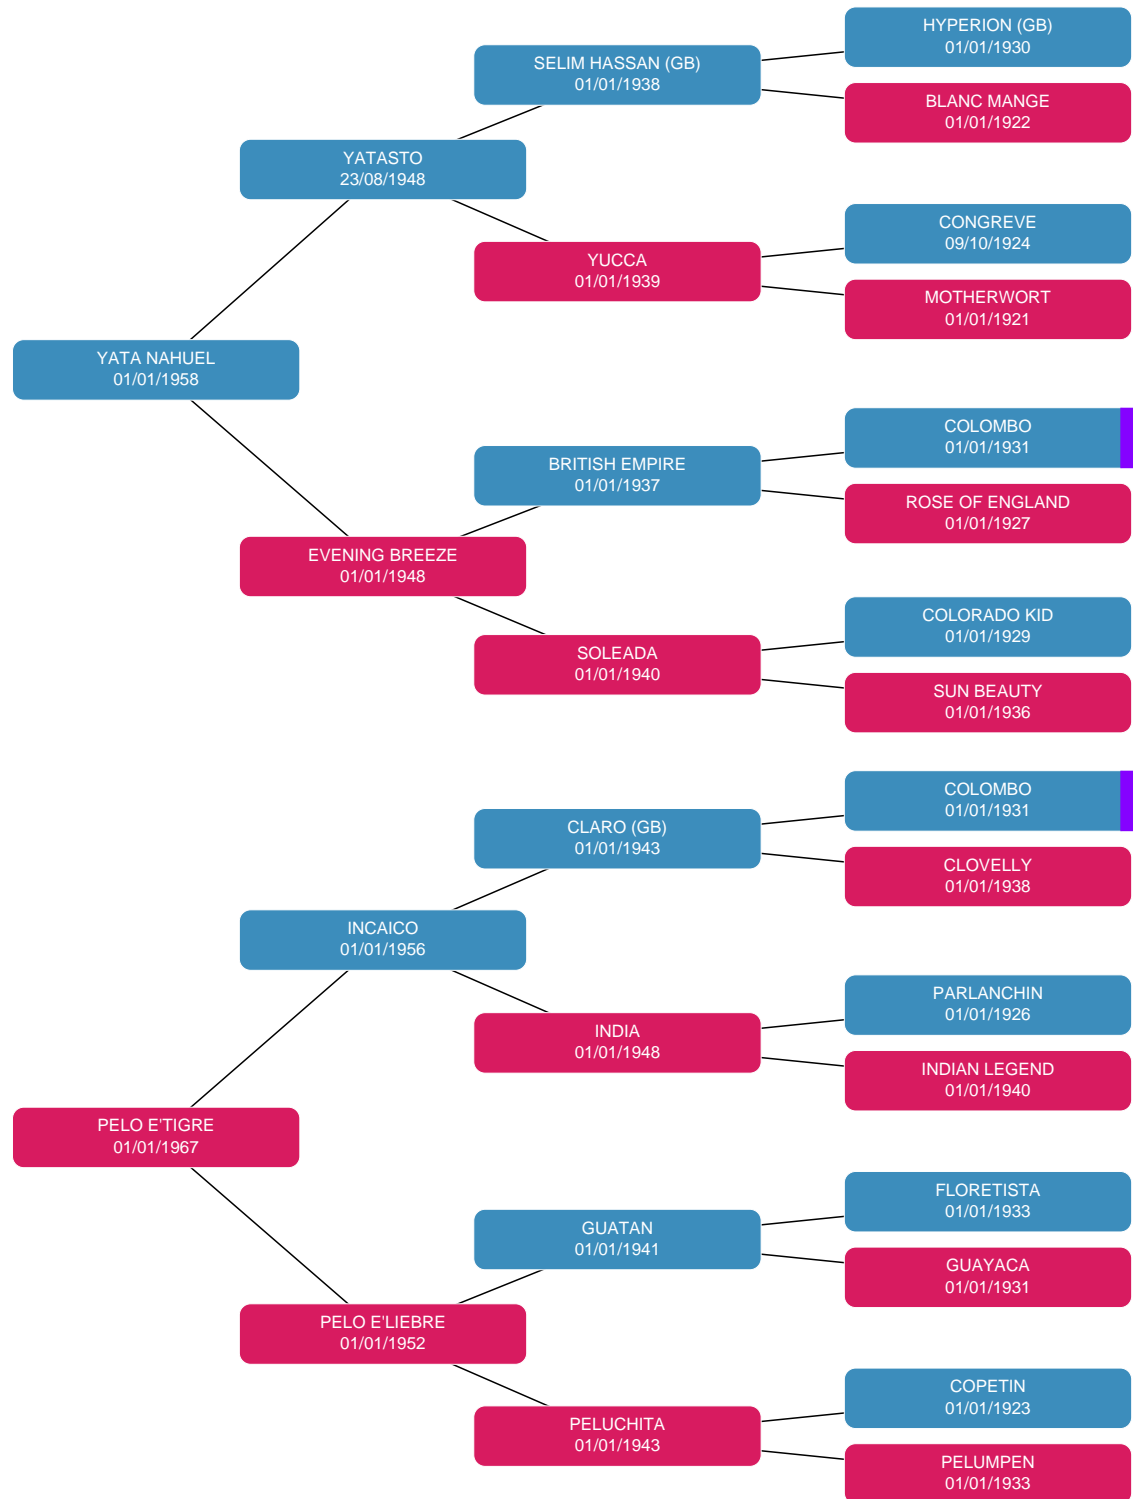 HYPERION (GB)
01/01/1930
SELIM HASSAN (GB)
01/01/1938
BLANC MANGE
01/01/1922
YATASTO
23/08/1948
CONGREVE
09/10/1924
YUCCA
01/01/1939
MOTHERWORT
01/01/1921
YATA NAHUEL
01/01/1958
COLOMBO
01/01/1931
BRITISH EMPIRE
01/01/1937
ROSE OF ENGLAND
01/01/1927
EVENING BREEZE
01/01/1948
COLORADO KID
01/01/1929
SOLEADA
01/01/1940
SUN BEAUTY
01/01/1936
COLOMBO
01/01/1931
CLARO (GB)
01/01/1943
CLOVELLY
01/01/1938
INCAICO
01/01/1956
PARLANCHIN
01/01/1926
INDIA
01/01/1948
INDIAN LEGEND
01/01/1940
PELO E'TIGRE
01/01/1967
FLORETISTA
01/01/1933
GUATAN
01/01/1941
GUAYACA
01/01/1931
PELO E'LIEBRE
01/01/1952
COPETIN
01/01/1923
PELUCHITA
01/01/1943
PELUMPEN
01/01/1933